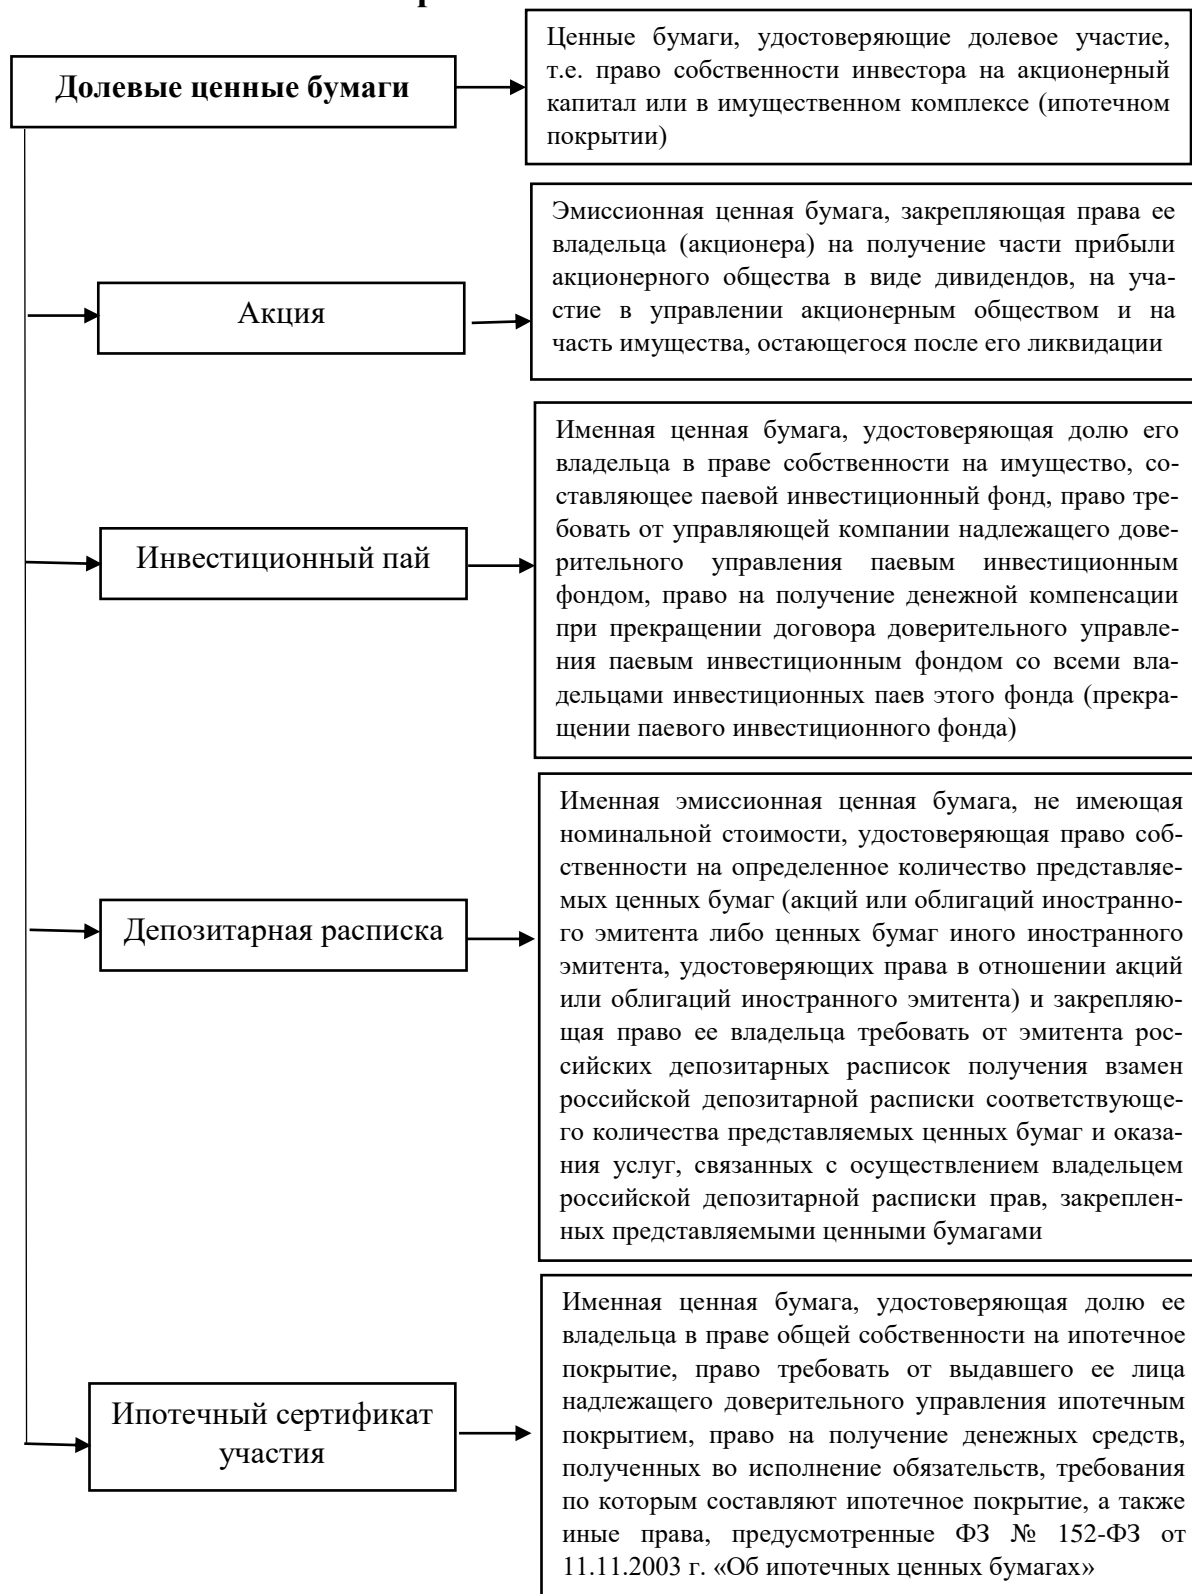 Долевые ценные бумаги
Ценные бумаги, удостоверяющие долевое участие,
т.е. право собственности инвестора на акционерный
капитал или в имущественном комплексе (ипотечном
покрытии)
Акция
Эмиссионная ценная бумага, закрепляющая права ее
владельца (акционера) на получение части прибыли
акционерного общества в виде дивидендов, на уча-
стие в управлении акционерным обществом и на
часть имущества, остающегося после его ликвидации
Инвестиционный пай
Именная ценная бумага, удостоверяющая долю его
владельца в праве собственности на имущество, со-
ставляющее паевой инвестиционный фонд, право тре-
бовать от управляющей компании надлежащего дове-
рительного управления паевым инвестиционным
фондом, право на получение денежной компенсации
при прекращении договора доверительного управле-
ния паевым инвестиционным фондом со всеми вла-
дельцами инвестиционных паев этого фонда (прекра-
щении паевого инвестиционного фонда)
Депозитарная расписка
Именная эмиссионная ценная бумага, не имеющая
номинальной стоимости, удостоверяющая право соб-
ственности на определенное количество представляе-
мых ценных бумаг (акций или облигаций иностранно-
го эмитента либо ценных бумаг иного иностранного
эмитента, удостоверяющих права в отношении акций
или облигаций иностранного эмитента) и закрепляю-
щая право ее владельца требовать от эмитента рос-
сийских депозитарных расписок получения взамен
российской депозитарной расписки соответствующе-
го количества представляемых ценных бумаг и оказа-
ния услуг, связанных с осуществлением владельцем
российской депозитарной расписки прав, закреплен-
ных представляемыми ценными бумагами
Ипотечный сертификат
участия
Именная ценная бумага, удостоверяющая долю ее
владельца в праве общей собственности на ипотечное
покрытие, право требовать от выдавшего ее лица
надлежащего доверительного управления ипотечным
покрытием, право на получение денежных средств,
полученных во исполнение обязательств, требования
по которым составляют ипотечное покрытие, а также
иные права, предусмотренные ФЗ № 152-ФЗ от
11.11.2003 г. «Об ипотечных ценных бумагах»